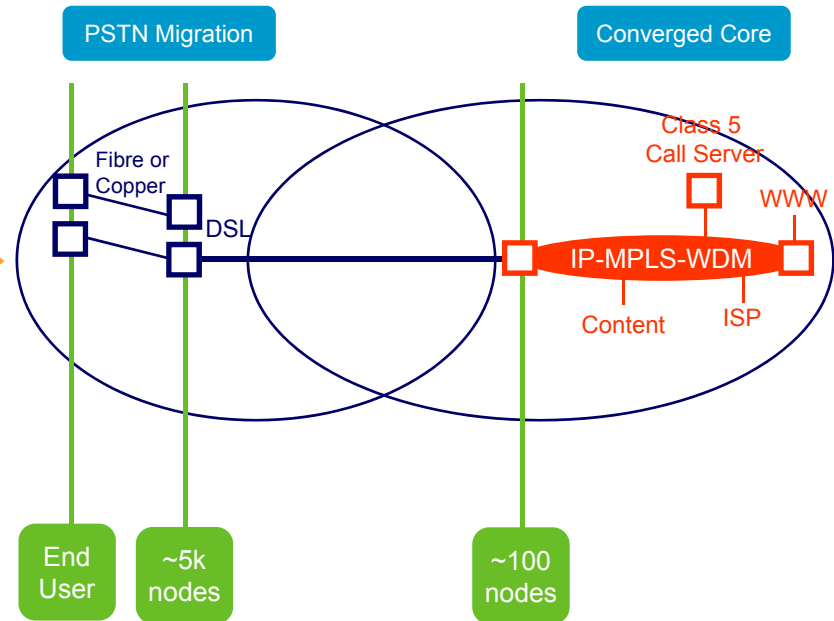 PSTN Migration
Converged Core
Class 5
Call Server
Fibre or
Copper
WWW
DSL
IP-MPLS-WDM
Content
ISP
End
User
~5k
nodes
~100
nodes